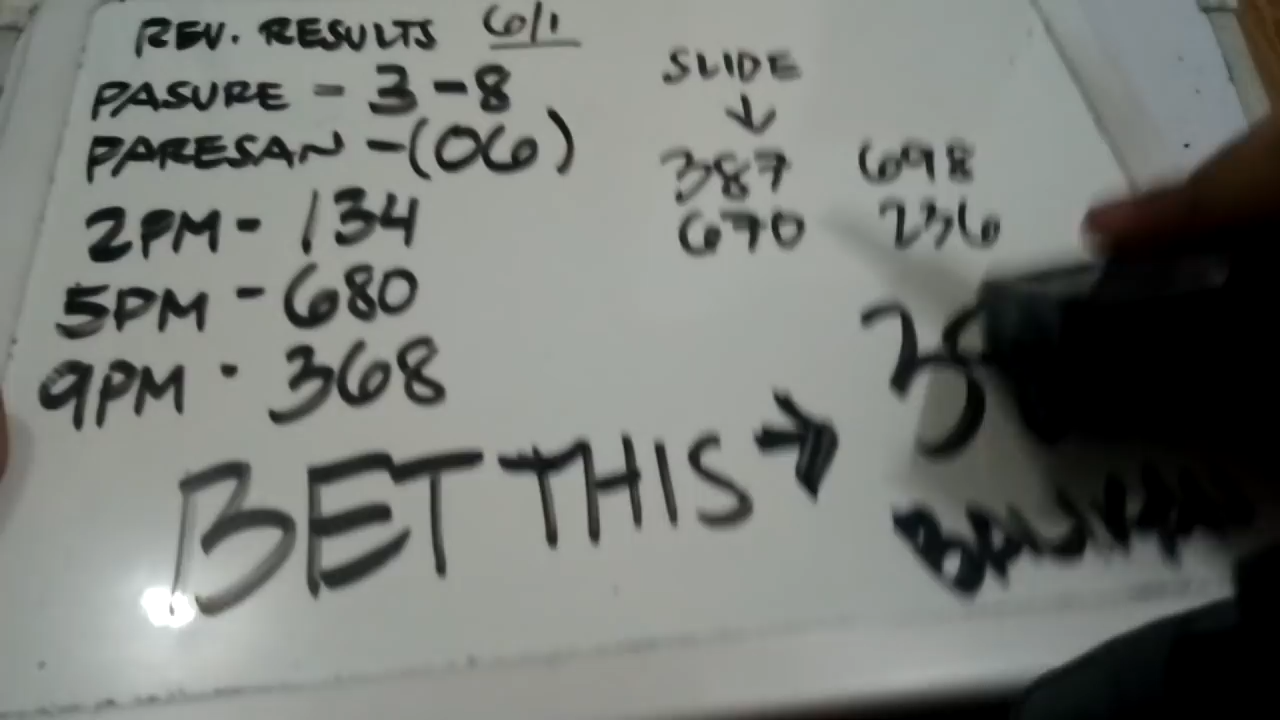 REV. RESULTS 6/1
PASURE - 3-8
PARESAN -(06)
2PM - 134
5PM - 680
9PM - 368
SLIDE
↓
387 698
670 236
BET THIS →